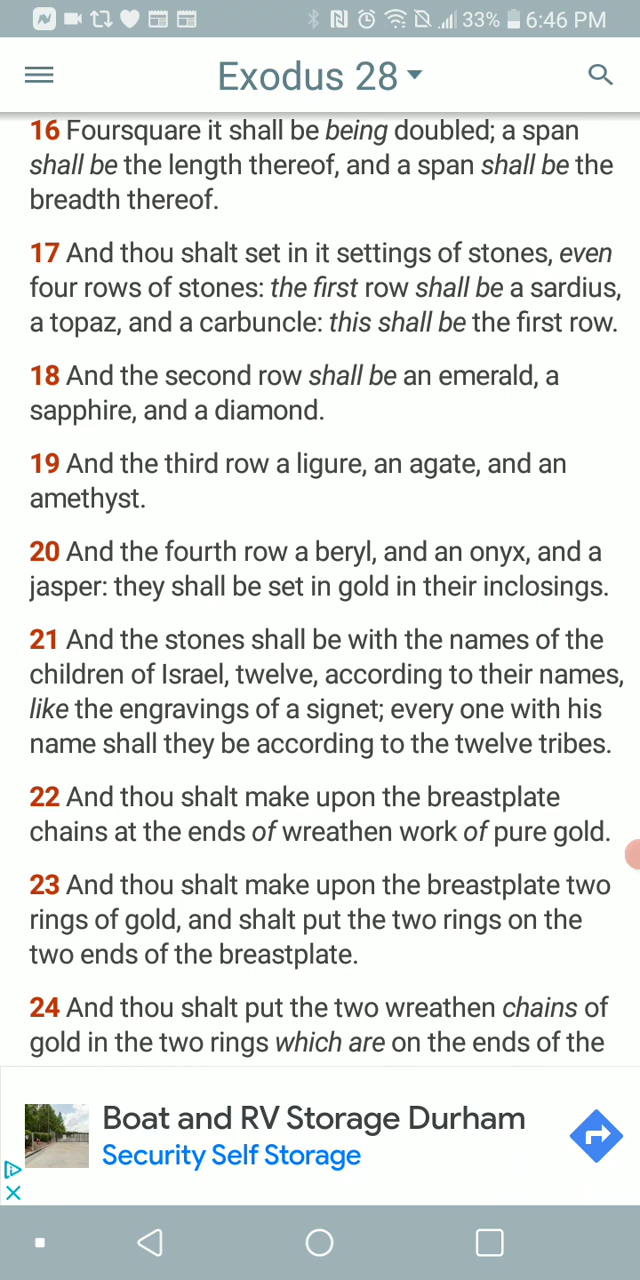 33% 6:46 PM
Exodus 28
16 Foursquare it shall be being doubled; a span
shall be the length thereof, and a span shall be the
breadth thereof.
17 And thou shalt set in it settings of stones, even
four rows of stones: the first row shall be a sardius,
a topaz, and a carbuncle: this shall be the first row.
18 And the second row shall be an emerald, a
sapphire, and a diamond.
19 And the third row a ligure, an agate, and an
amethyst.
20 And the fourth row a beryl, and an onyx, and a
jasper: they shall be set in gold in their inclosings.
21 And the stones shall be with the names of the
children of Israel, twelve, according to their names,
like the engravings of a signet; every one with his
name shall they be according to the twelve tribes.
22 And thou shalt make upon the breastplate
chains at the ends of wreathen work of pure gold.
23 And thou shalt make upon the breastplate two
rings of gold, and shalt put the two rings on the
two ends of the breastplate.
24 And thou shalt put the two wreathen chains of
gold in the two rings which are on the ends of the
Boat and RV Storage Durham
Security Self Storage